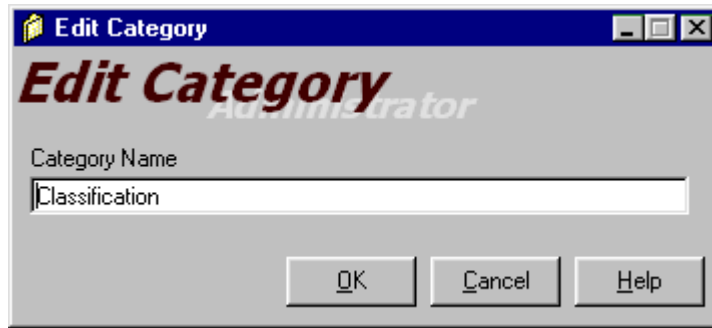 Edit Category
Edit Category
Administrator
Category Name
Classification
OK Cancel Help